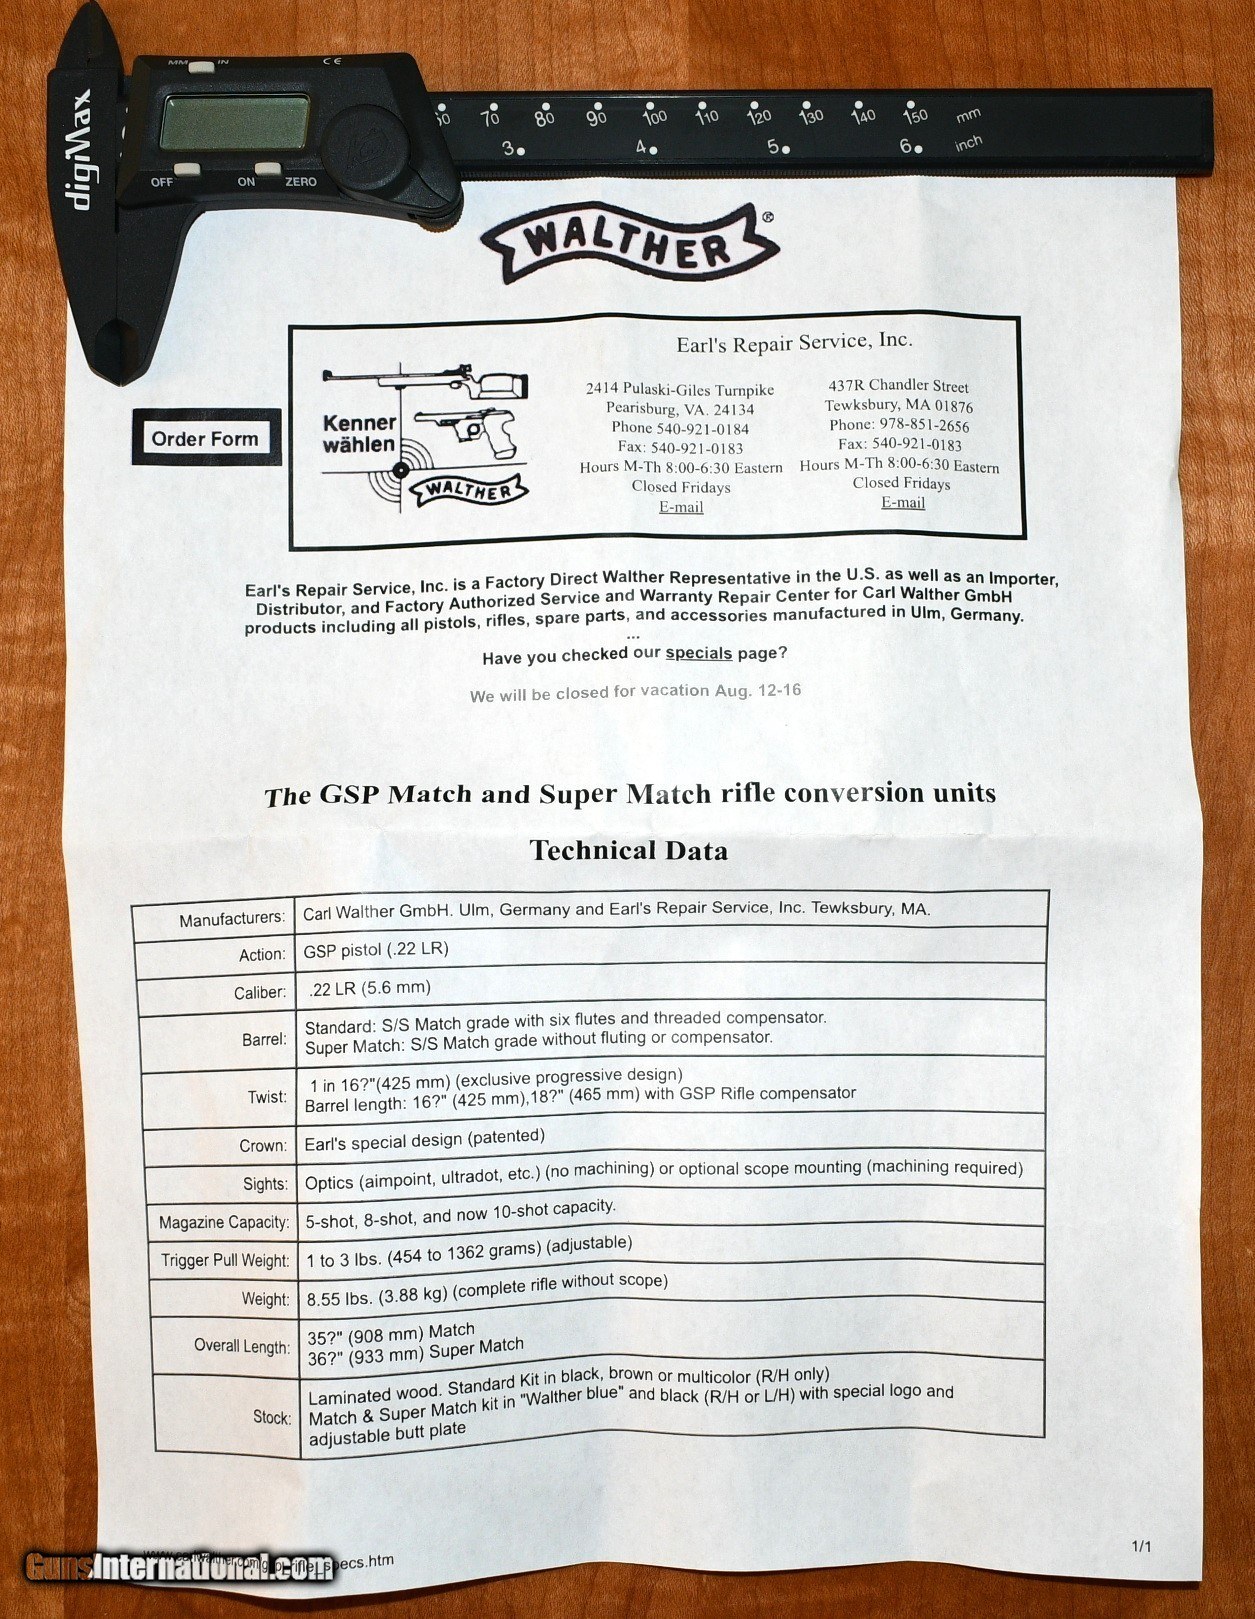 MM IN CE
digiMax
OFF ON ZERO
60 70 80 90 100 110 120 130 140 150 mm
3 4 5 6 inch
WALTHER®
Order Form
Kenner
wählen
WALTHER
Earl's Repair Service, Inc.
2414 Pulaski-Giles Turnpike
Pearisburg, VA. 24134
Phone 540-921-0184
Fax: 540-921-0183
Hours M-Th 8:00-6:30 Eastern
Closed Fridays
E-mail
437R Chandler Street
Tewksbury, MA 01876
Phone: 978-851-2656
Fax: 540-921-0183
Hours M-Th 8:00-6:30 Eastern
Closed Fridays
E-mail
Earl's Repair Service, Inc. is a Factory Direct Walther Representative in the U.S. as well as an Importer,
Distributor, and Factory Authorized Service and Warranty Repair Center for Carl Walther GmbH
products including all pistols, rifles, spare parts, and accessories manufactured in Ulm, Germany.
...
Have you checked our specials page?
We will be closed for vacation Aug. 12-16
The GSP Match and Super Match rifle conversion units
Technical Data
Manufacturers: Carl Walther GmbH. Ulm, Germany and Earl's Repair Service, Inc. Tewksbury, MA.
Action: GSP pistol (.22 LR)
Caliber: .22 LR (5.6 mm)
Barrel: Standard: S/S Match grade with six flutes and threaded compensator.
Super Match: S/S Match grade without fluting or compensator.
Twist: 1 in 16?"(425 mm) (exclusive progressive design)
Barrel length: 16?" (425 mm),18?" (465 mm) with GSP Rifle compensator
Crown: Earl's special design (patented)
Sights: Optics (aimpoint, ultradot, etc.) (no machining) or optional scope mounting (machining required)
Magazine Capacity: 5-shot, 8-shot, and now 10-shot capacity.
Trigger Pull Weight: 1 to 3 lbs. (454 to 1362 grams) (adjustable)
Weight: 8.55 lbs. (3.88 kg) (complete rifle without scope)
Overall Length: 35?" (908 mm) Match
36?" (933 mm) Super Match
Stock: Laminated wood. Standard Kit in black, brown or multicolor (R/H only)
Match & Super Match kit in "Walther blue" and black (R/H or L/H) with special logo and
adjustable butt plate
specs.htm
1/1
GunsInternational.com